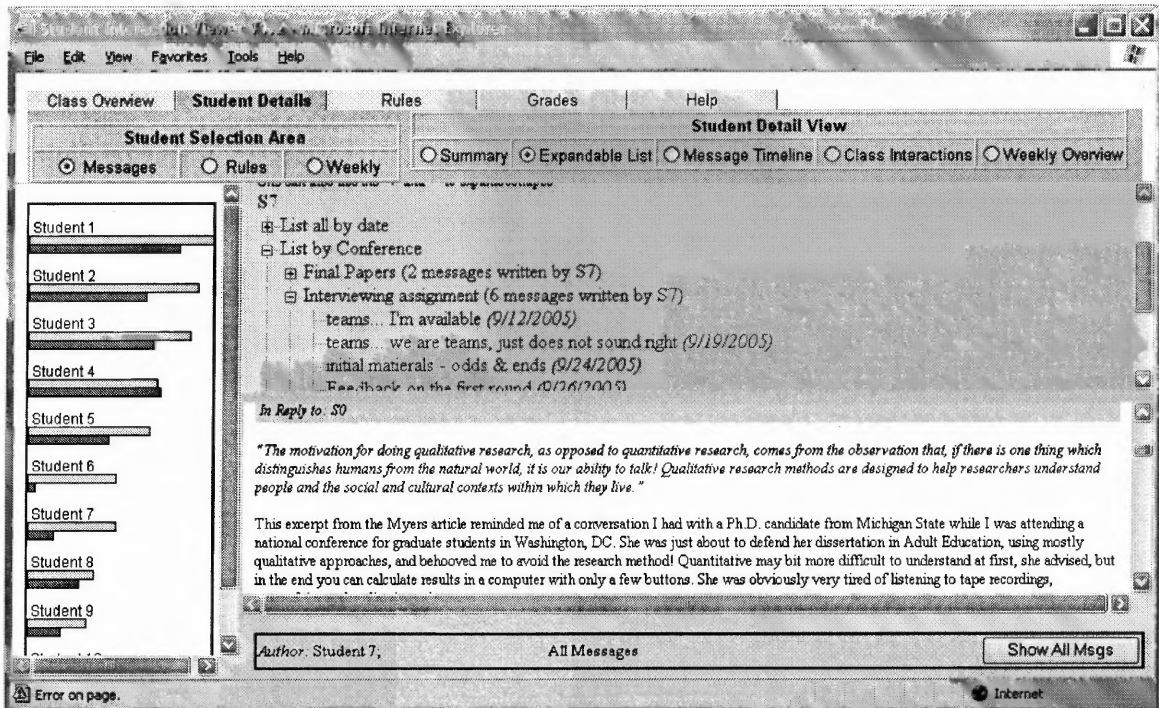 Microsoft Internet Explorer
File Edit View Favorites Tools Help
Class Overview Student Details Rules Grades Help
Student Selection Area
Messages Rules Weekly
Student Detail View
Summary Expandable List Message Timeline Class Interactions Weekly Overview
Student 1
Student 2
Student 3
Student 4
Student 5
Student 6
Student 7
Student 8
Student 9
S7
List all by date
List by Conference
Final Papers (2 messages written by S7)
Interviewing assignment (6 messages written by S7)
teams... I'm available (9/12/2005)
teams... we are teams, just does not sound right (9/19/2005)
initial matierals - odds & ends (9/24/2005)
Feedback on the first round (9/26/2005)
In Reply to: S0
"The motivation for doing qualitative research, as opposed to quantitative research, comes from the observation that, if there is one thing which
distinguishes humans from the natural world, it is our ability to talk! Qualitative research methods are designed to help researchers understand
people and the social and cultural contexts within which they live."
This excerpt from the Myers article reminded me of a conversation I had with a Ph.D. candidate from Michigan State while I was attending a
national conference for graduate students in Washington, DC. She was just about to defend her dissertation in Adult Education, using mostly
qualitative approaches, and behooved me to avoid the research method! Quantitative may bit more difficult to understand at first, she advised, but
in the end you can calculate results in a computer with only a few buttons. She was obviously very tired of listening to tape recordings,
Author: Student 7; All Messages Show All Msgs
Error on page. Internet